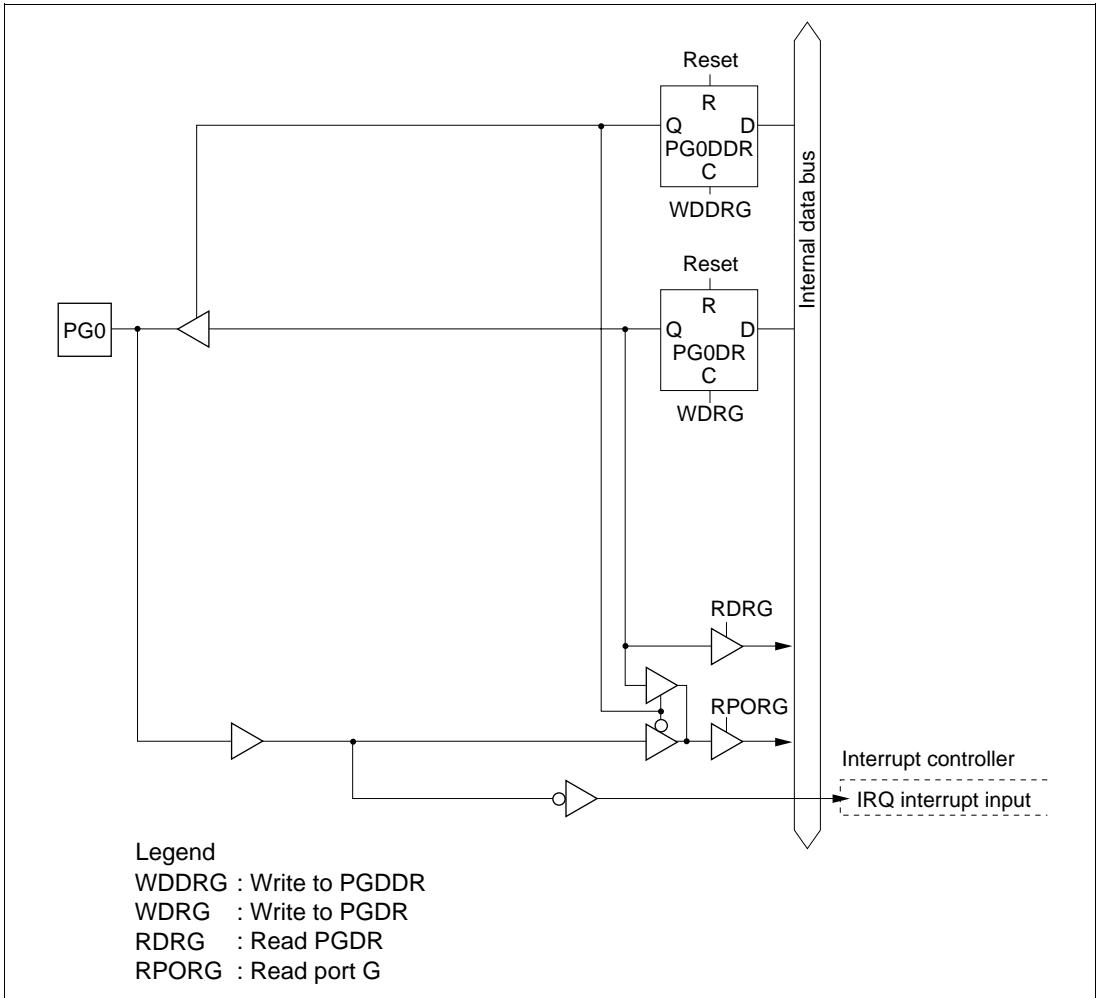 Reset
R
Q D
PG0DDR
C
WDDRG
Internal data bus
Reset
R
Q D
PG0DR
C
WDRG
PG0
RDRG
RPORG
Interrupt controller
IRQ interrupt input
Legend
WDDRG : Write to PGDDR
WDRG : Write to PGDR
RDRG : Read PGDR
RPORG : Read port G